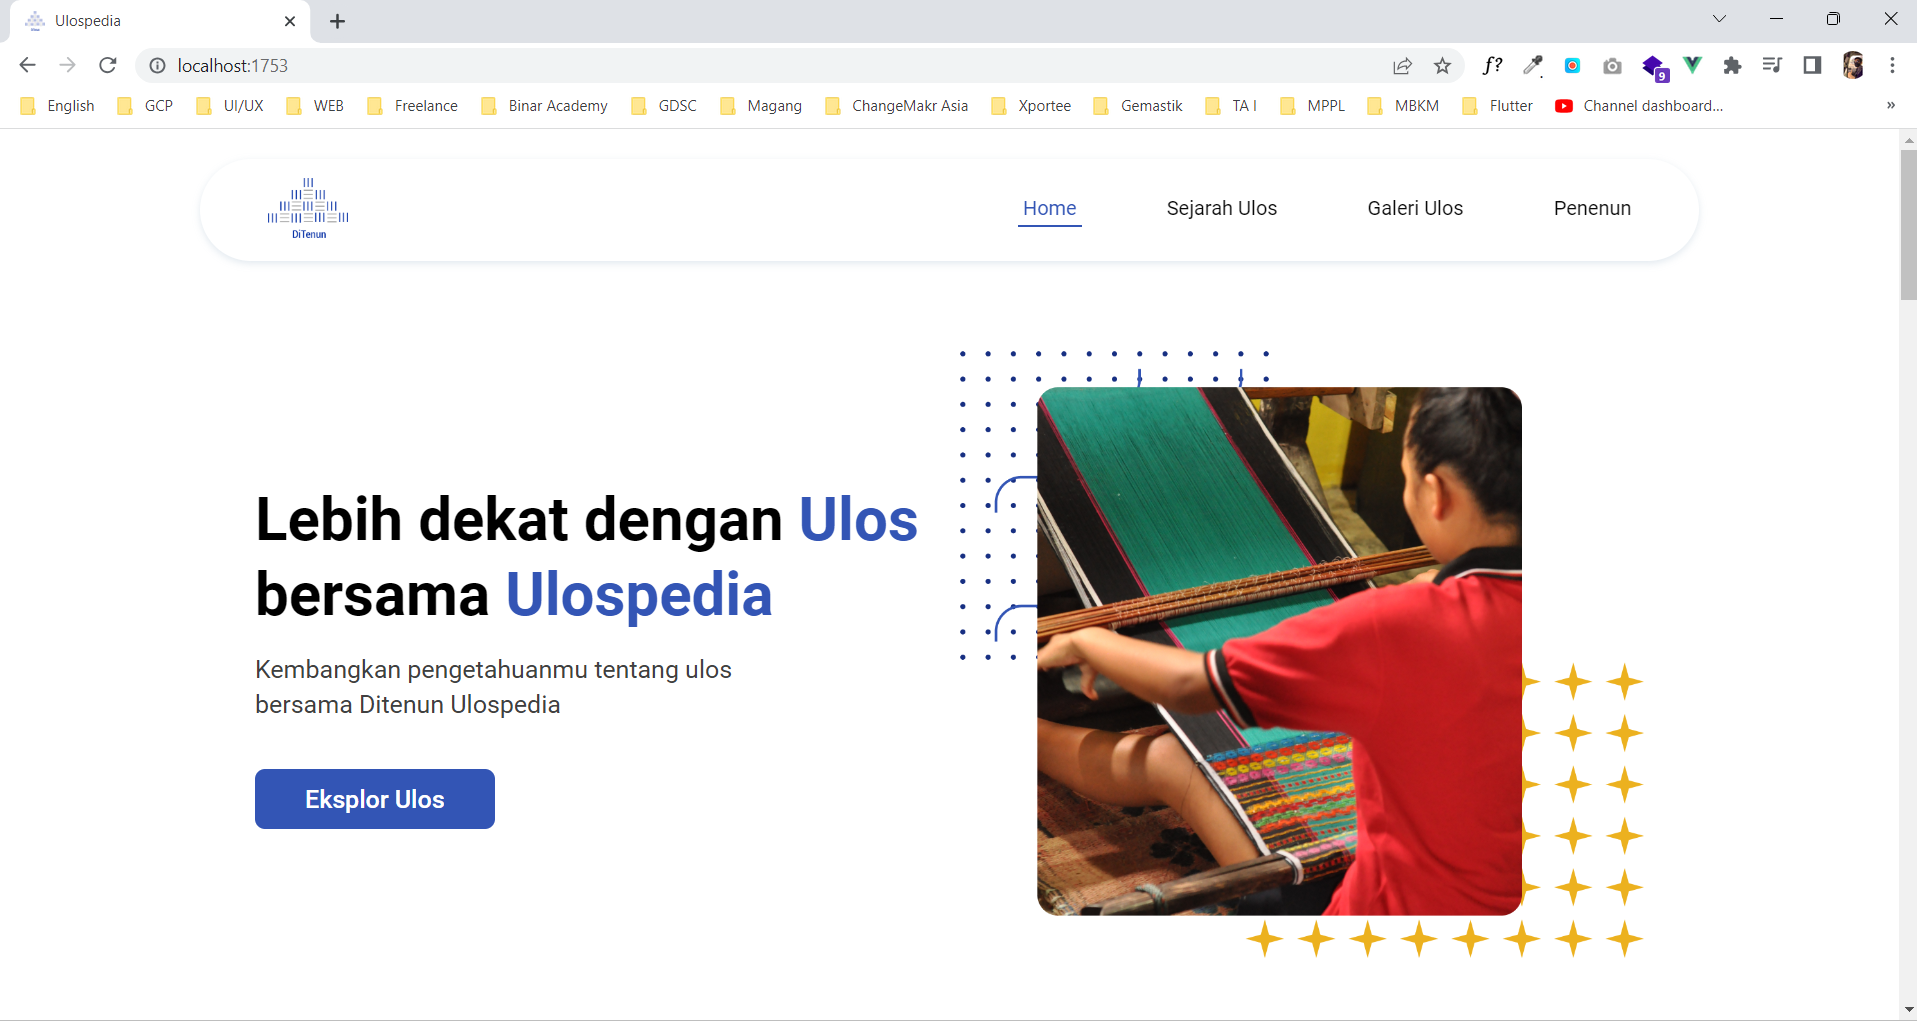 Ulospedia
localhost:1753
f?
9
English GCP UI/UX WEB Freelance Binar Academy GDSC Magang ChangeMakr Asia Xportee Gemastik TA I MPPL MBKM Flutter Channel dashboard... »
DiTenun
Home Sejarah Ulos Galeri Ulos Penenun
Lebih dekat dengan Ulos
bersama Ulospedia
Kembangkan pengetahuanmu tentang ulos
bersama Ditenun Ulospedia
Eksplor Ulos